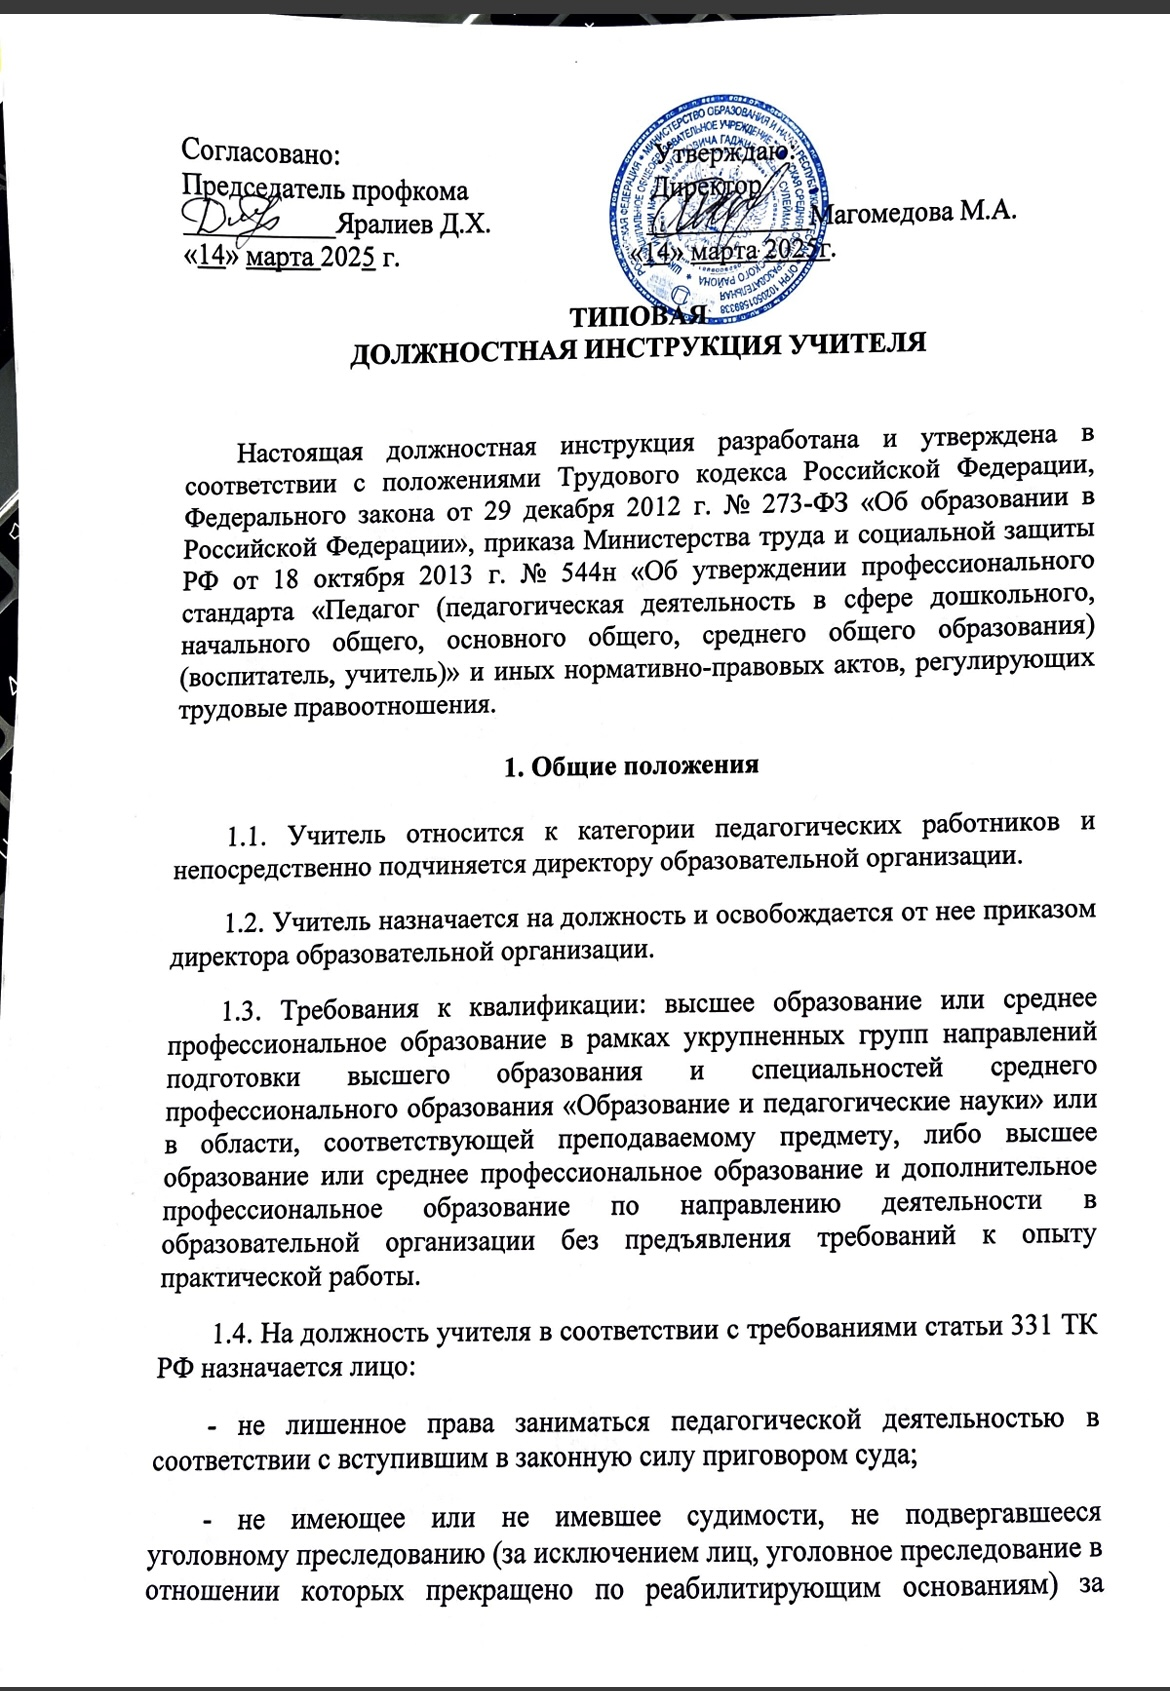 Согласовано:
Председатель профкома
Яралиев Д.Х.
«14» марта 2025 г.
Утверждаю:
Директор
Магомедова М.А.
«14» марта 2025г.
ТИПОВАЯ
ДОЛЖНОСТНАЯ ИНСТРУКЦИЯ УЧИТЕЛЯ
Настоящая должностная инструкция разработана и утверждена в
соответствии с положениями Трудового кодекса Российской Федерации,
Федерального закона от 29 декабря 2012 г. № 273-ФЗ «Об образовании в
Российской Федерации», приказа Министерства труда и социальной защиты
РФ от 18 октября 2013 г. № 544н «Об утверждении профессионального
стандарта «Педагог (педагогическая деятельность в сфере дошкольного,
начального общего, основного общего, среднего общего образования)
(воспитатель, учитель)» и иных нормативно-правовых актов, регулирующих
трудовые правоотношения.
1. Общие положения
1.1. Учитель относится к категории педагогических работников и
непосредственно подчиняется директору образовательной организации.
1.2. Учитель назначается на должность и освобождается от нее приказом
директора образовательной организации.
1.3. Требования к квалификации: высшее образование или среднее
профессиональное образование в рамках укрупненных групп направлений
подготовки высшего образования и специальностей среднего
профессионального образования «Образование и педагогические науки» или
в области, соответствующей преподаваемому предмету, либо высшее
образование или среднее профессиональное образование и дополнительное
профессиональное образование по направлению деятельности в
образовательной организации без предъявления требований к опыту
практической работы.
1.4. На должность учителя в соответствии с требованиями статьи 331 ТК
РФ назначается лицо:
- не лишенное права заниматься педагогической деятельностью в
соответствии с вступившим в законную силу приговором суда;
- не имеющее или не имевшее судимости, не подвергавшееся
уголовному преследованию (за исключением лиц, уголовное преследование в
отношении которых прекращено по реабилитирующим основаниям) за